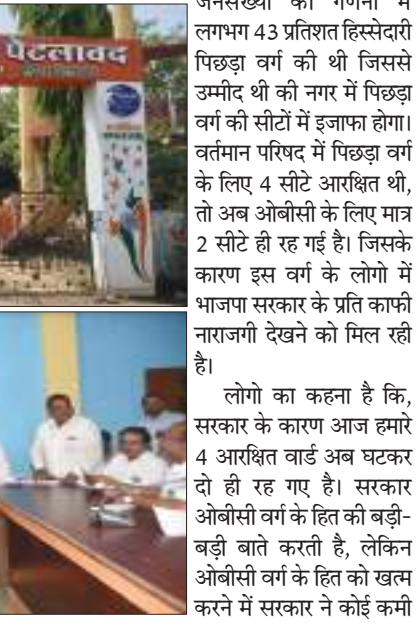 पेटलावद
जनसंख्या की गणना में
लगभग 43 प्रतिशत हिस्सेदारी
पिछड़ा वर्ग की थी जिससे
उम्मीद थी की नगर में पिछड़ा
वर्ग की सीटों में इजाफा होगा।
वर्तमान परिषद में पिछड़ा वर्ग
के लिए 4 सीटे आरक्षित थी,
तो अब ओबीसी के लिए मात्र
2 सीटे ही रह गई है। जिसके
कारण इस वर्ग के लोगो में
भाजपा सरकार के प्रति काफी
नाराजगी देखने को मिल रही
है।
लोगो का कहना है कि,
सरकार के कारण आज हमारे
4 आरक्षित वार्ड अब घटकर
दो ही रह गए है। सरकार
ओबीसी वर्ग के हित की बड़ी-
बड़ी बाते करती है, लेकिन
ओबीसी वर्ग के हित को खत्म
करने में सरकार ने कोई कमी